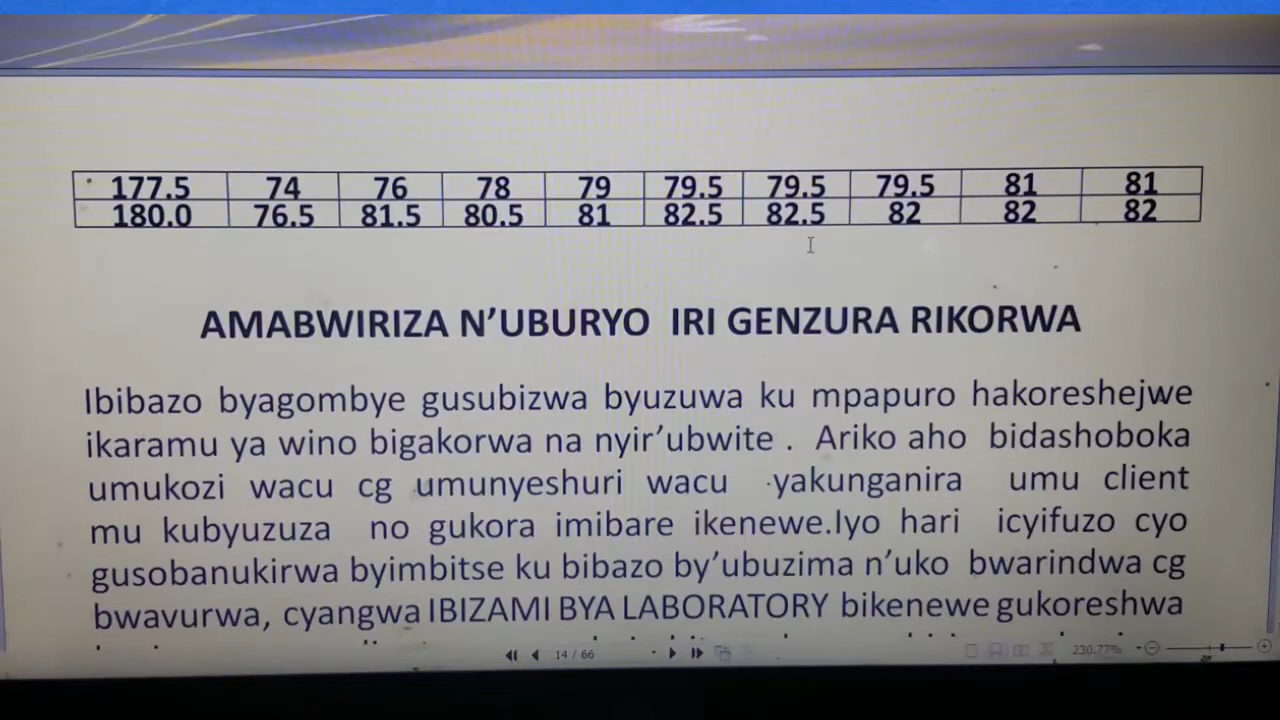 177.5 74 76 78 79 79.5 79.5 79.5 81 81
180.0 76.5 81.5 80.5 81 82.5 82.5 82 82 82
AMABWIRIZA N’UBURYO IRI GENZURA RIKORWA
Ibibazo byagombye gusubizwa byuzuwa ku mpapuro hakoreshejwe
ikaramu ya wino bigakorwa na nyir’ubwite . Ariko aho bidashoboka
umukozi wacu cg umunyeshuri wacu yakunganira umu client
mu kubyuzuza no gukora imibare ikenewe.Iyo hari icyifuzo cyo
gusobanukirwa byimbitse ku bibazo by’ubuzima n’uko bwarindwa cg
bwavurwa, cyangwa IBIZAMI BYA LABORATORY bikenewe gukoreshwa
14 / 66 230.77%